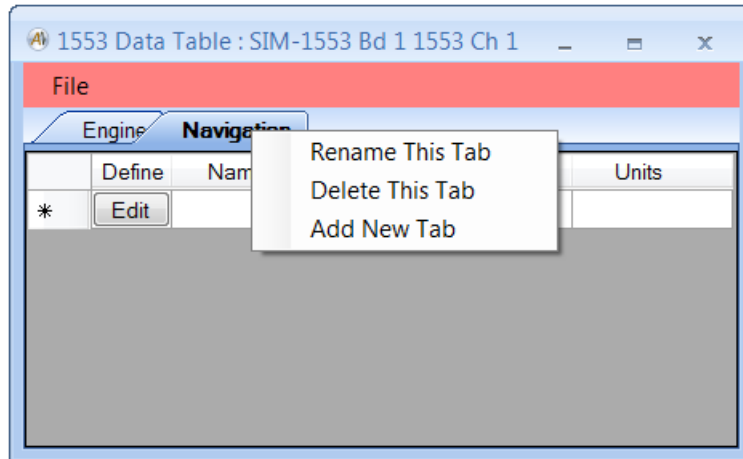 1553 Data Table : SIM-1553 Bd 1 1553 Ch 1
File
Engine Navigation
Define Nam Units
Edit
Rename This Tab
Delete This Tab
Add New Tab